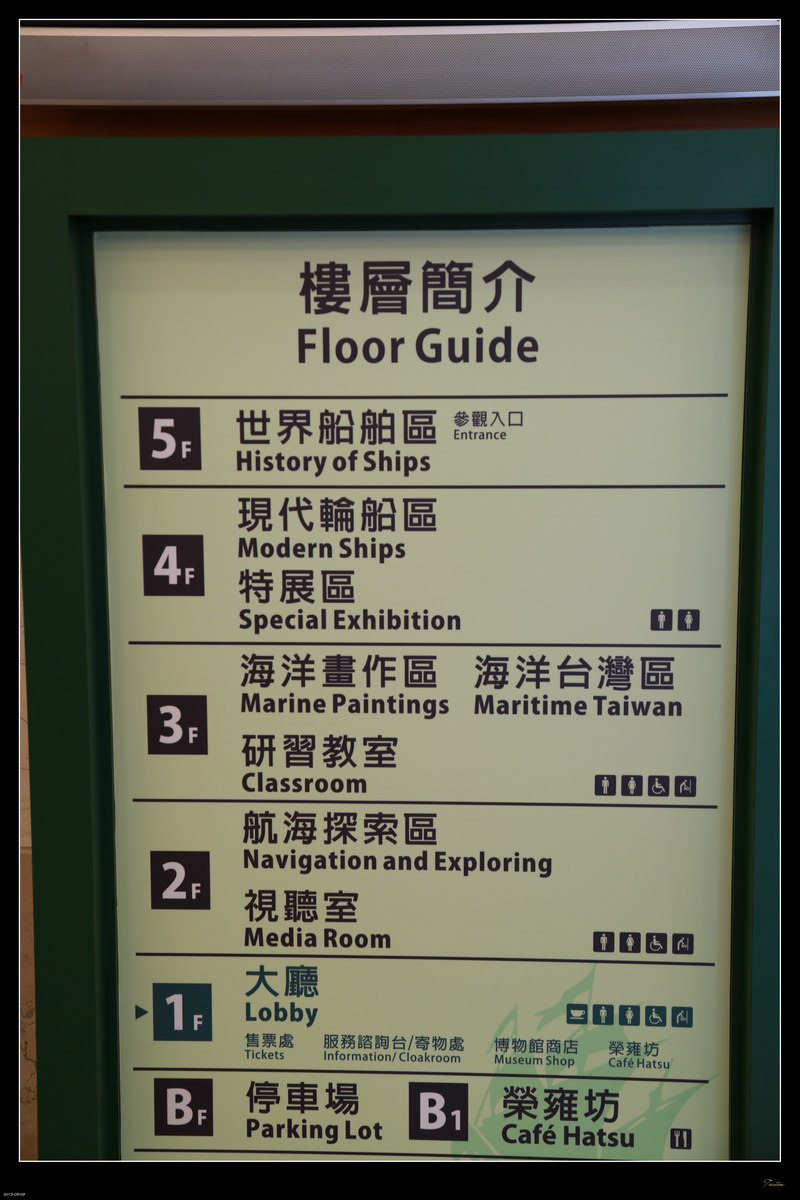 樓層簡介
Floor Guide
5F 世界船舶區 參觀入口
History of Ships Entrance
4F 現代輪船區
Modern Ships
特展區
Special Exhibition
3F 海洋畫作區 海洋台灣區
Marine Paintings Maritime Taiwan
研習教室
Classroom
2F 航海探索區
Navigation and Exploring
視聽室
Media Room
1F 大廳
Lobby
售票處 服務諮詢台/寄物處 博物館商店 榮雍坊
Tickets Information/Cloakroom Museum Shop Café Hatsu
BF 停車場 B1 榮雍坊
Parking Lot Café Hatsu